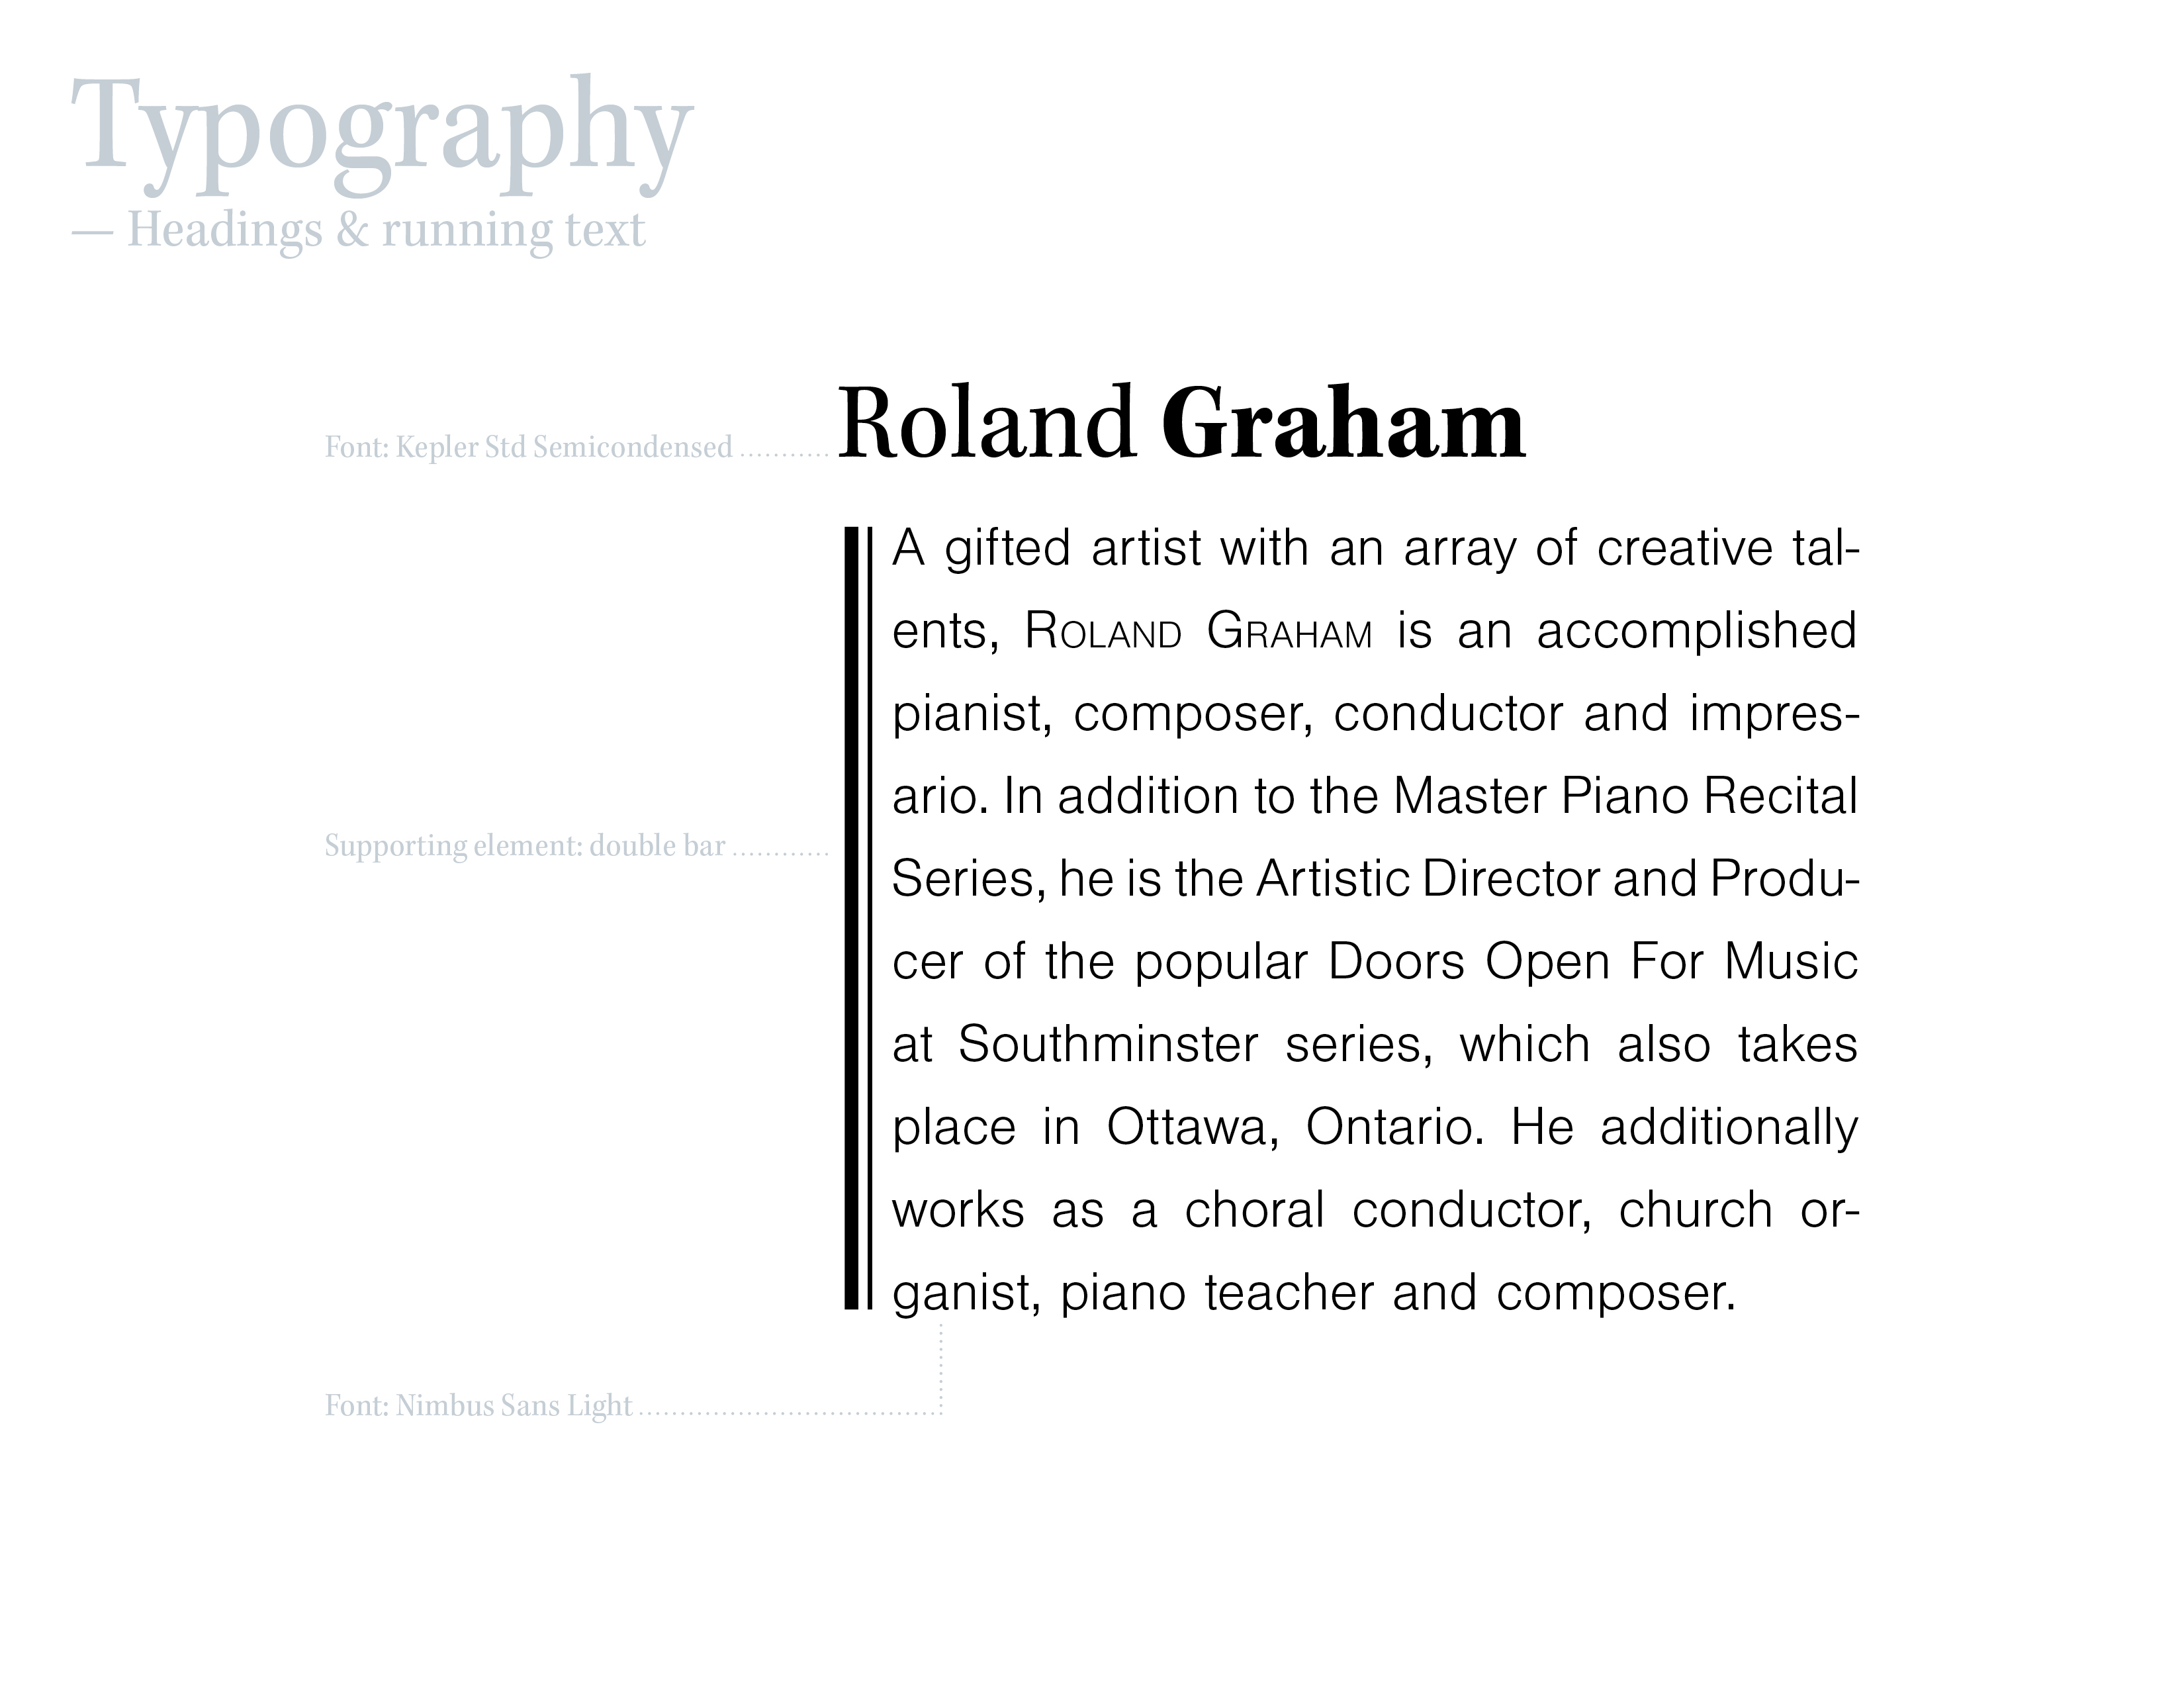 Typography
— Headings & running text
Font: Kepler Std Semicondensed ...........
Roland Graham
A gifted artist with an array of creative tal-
ents, ROLAND GRAHAM is an accomplished
pianist, composer, conductor and impres-
ario. In addition to the Master Piano Recital
Series, he is the Artistic Director and Produ-
cer of the popular Doors Open For Music
at Southminster series, which also takes
place in Ottawa, Ontario. He additionally
works as a choral conductor, church or-
ganist, piano teacher and composer.
Supporting element: double bar ............
Font: Nimbus Sans Light